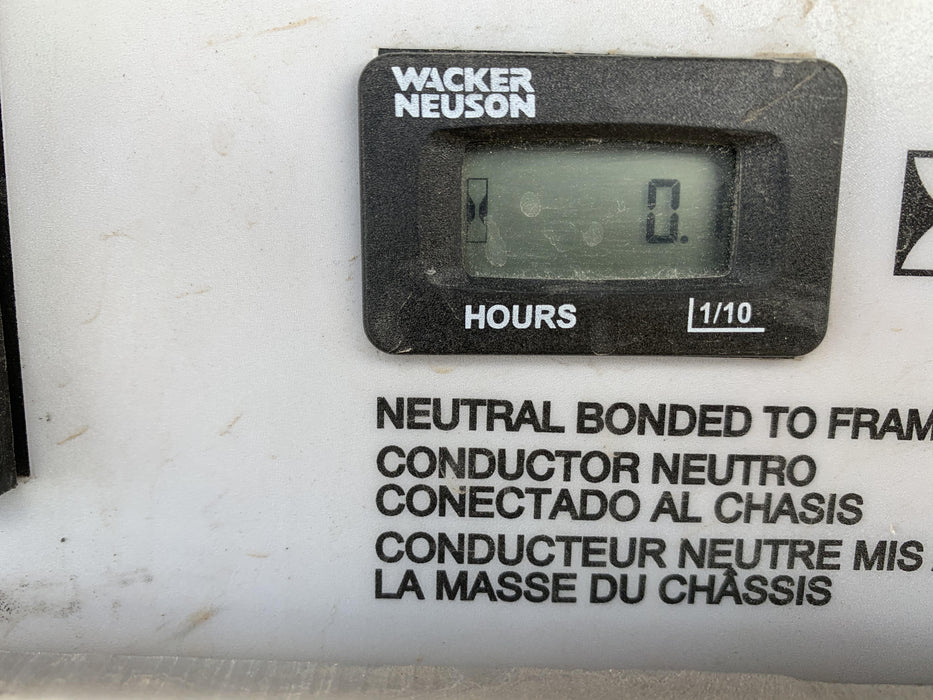 WACKER
NEUSON
0.
HOURS 1/10
NEUTRAL BONDED TO FRAM
CONDUCTOR NEUTRO
CONECTADO AL CHASIS
CONDUCTEUR NEUTRE MIS
LA MASSE DU CHÂSSIS